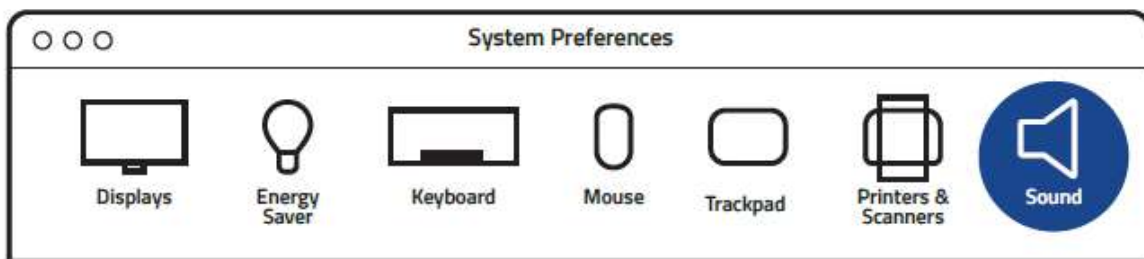 System Preferences
Displays
Energy
Saver
Keyboard
Mouse
Trackpad
Printers &
Scanners
Sound